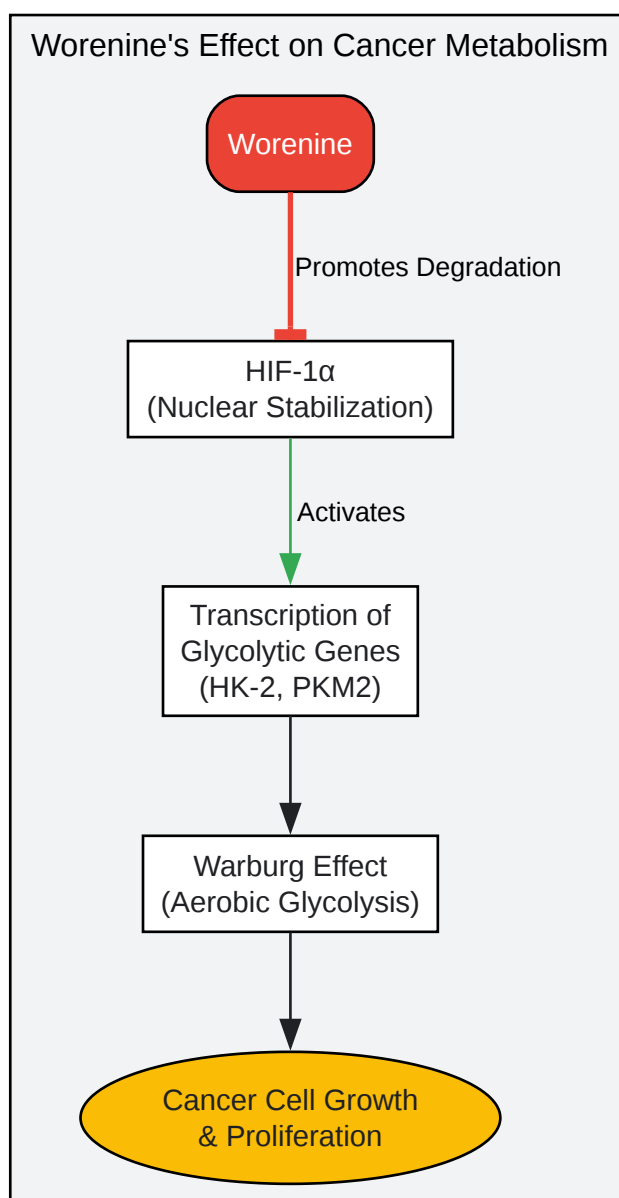 Worenine's Effect on Cancer Metabolism
Worenine
Promotes Degradation
HIF-1α
(Nuclear Stabilization)
Activates
Transcription of
Glycolytic Genes
(HK-2, PKM2)
Warburg Effect
(Aerobic Glycolysis)
Cancer Cell Growth
& Proliferation